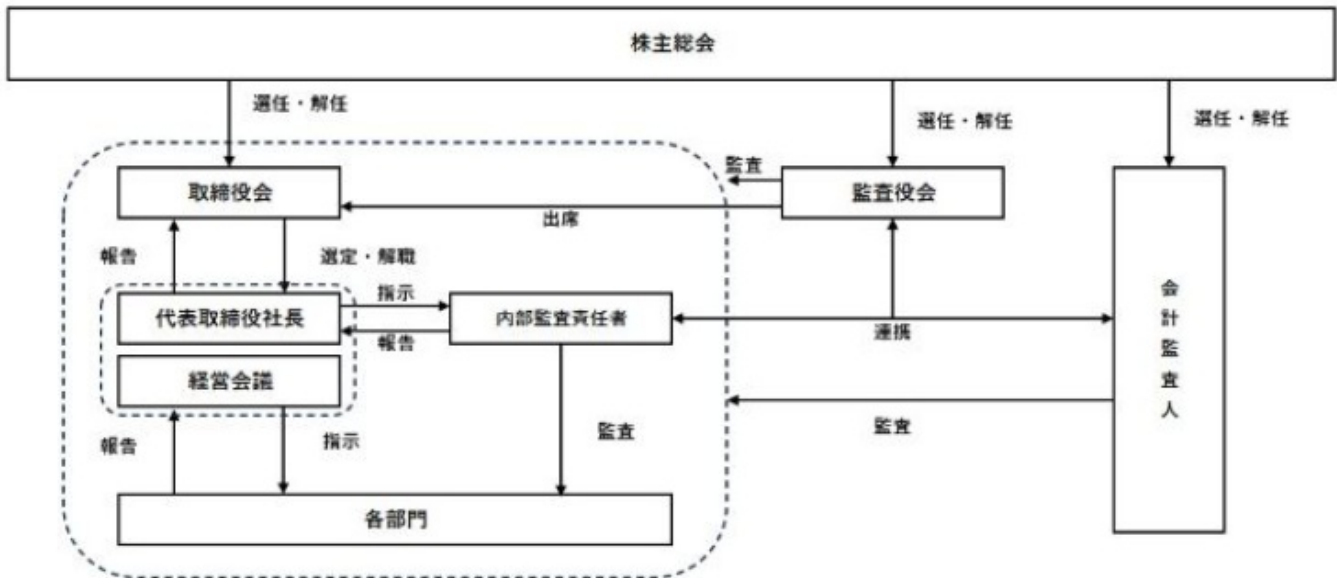 株主総会
選任・解任
選任・解任
選任・解任
取締役会
監査
監査役会
出席
報告
選定・解職
指示
代表取締役社長
内部監査責任者
報告
連携
会計監査人
経営会議
監査
報告
指示
監査
各部門